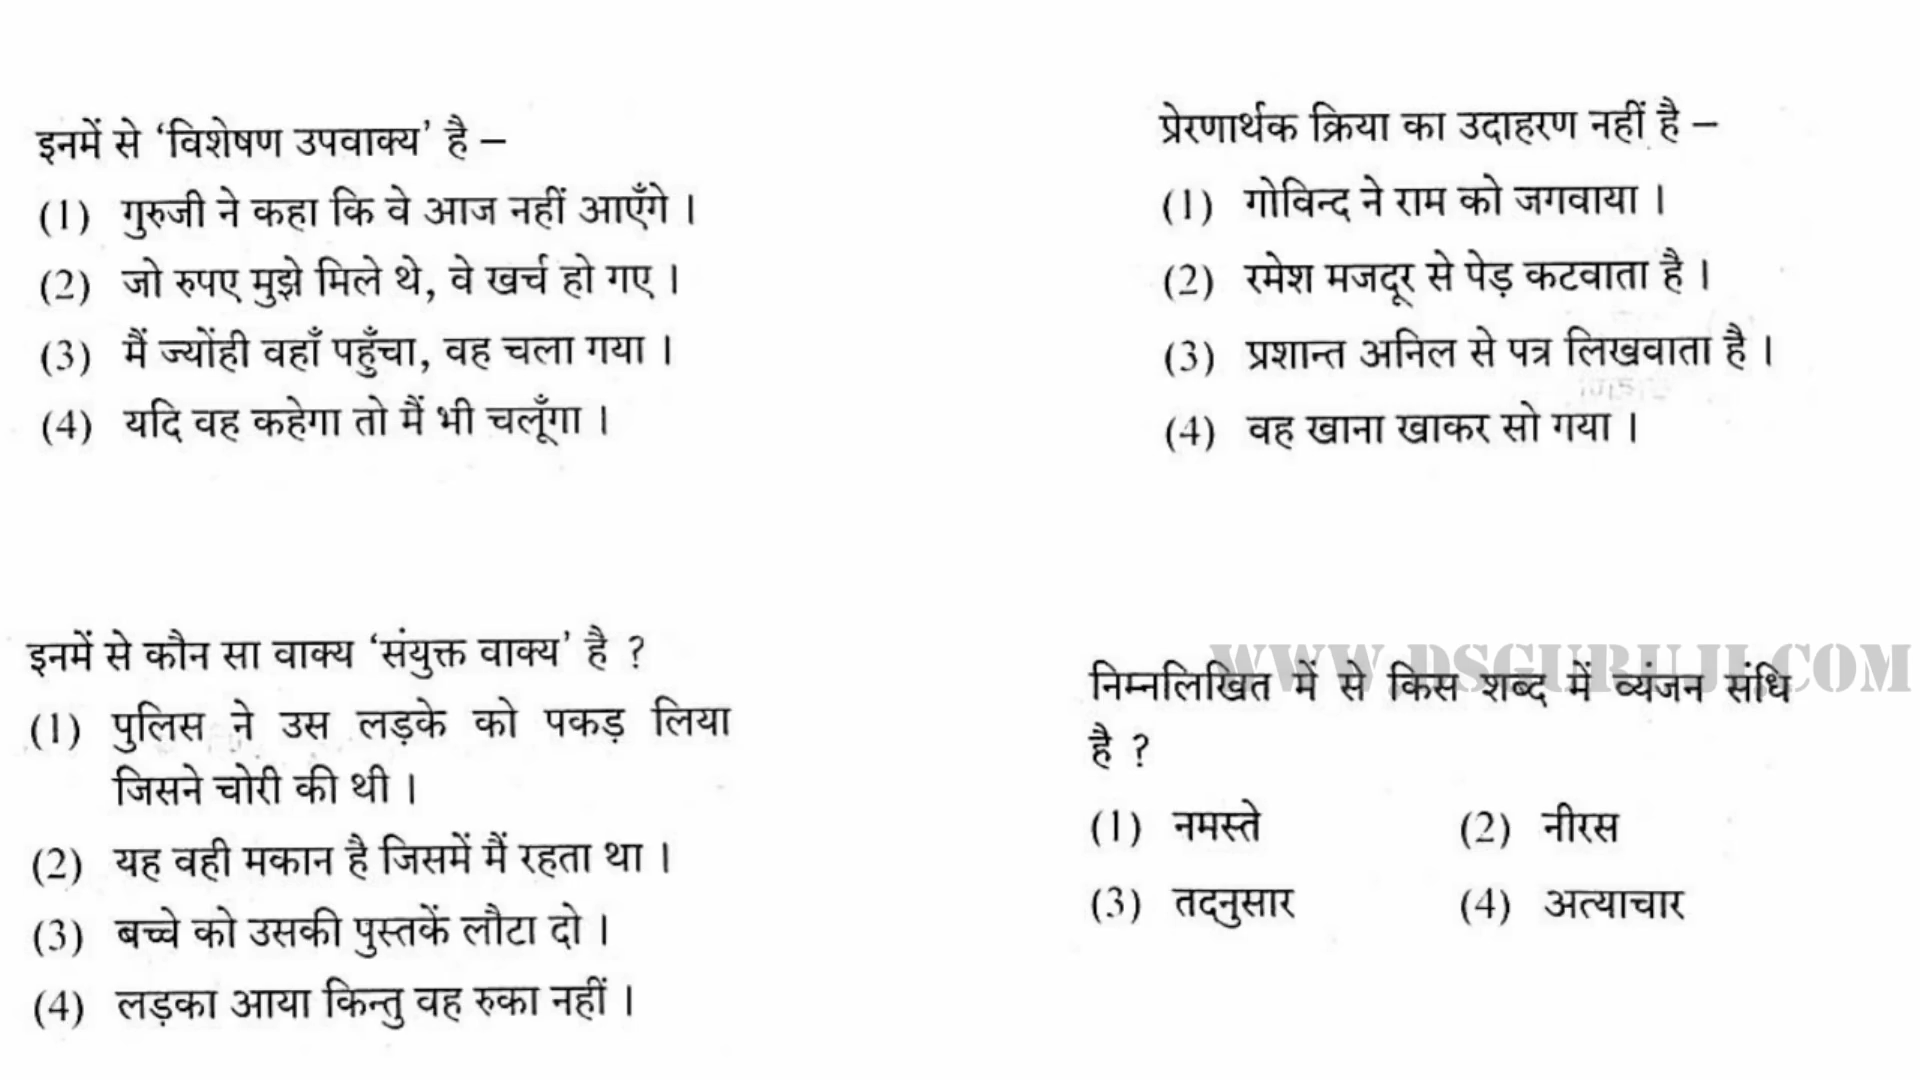 इनमें से ‘विशेषण उपवाक्य’ है –
(1) गुरुजी ने कहा कि वे आज नहीं आएँगे ।
(2) जो रुपए मुझे मिले थे, वे खर्च हो गए ।
(3) मैं ज्योंही वहाँ पहुँचा, वह चला गया ।
(4) यदि वह कहेगा तो मैं भी चलूँगा ।
प्रेरणार्थक क्रिया का उदाहरण नहीं है –
(1) गोविन्द ने राम को जगवाया ।
(2) रमेश मजदूर से पेड़ कटवाता है ।
(3) प्रशान्त अनिल से पत्र लिखवाता है ।
(4) वह खाना खाकर सो गया ।
इनमें से कौन सा वाक्य ‘संयुक्त वाक्य’ है ?
(1) पुलिस ने उस लड़के को पकड़ लिया
जिसने चोरी की थी ।
(2) यह वही मकान है जिसमें मैं रहता था ।
(3) बच्चे को उसकी पुस्तकें लौटा दो ।
(4) लड़का आया किन्तु वह रुका नहीं ।
WWW.DSGURUJI.COM
निम्नलिखित में से किस शब्द में व्यंजन संधि
है ?
(1) नमस्ते (2) नीरस
(3) तदनुसार (4) अत्याचार